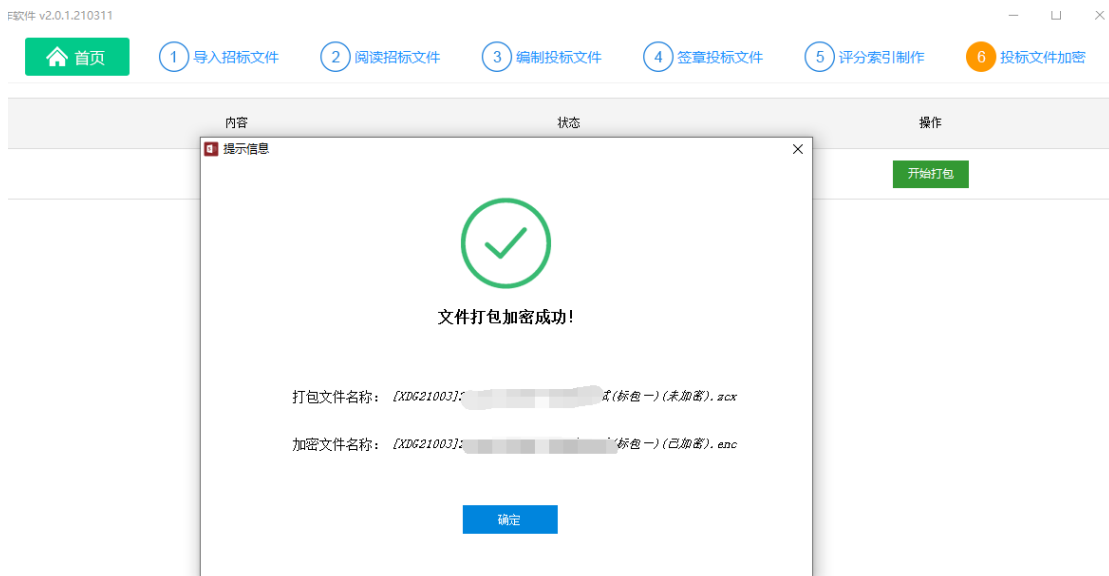 软件 v2.0.1.210311
首页 1 导入招标文件 2 阅读招标文件 3 编制投标文件 4 签章投标文件 5 评分索引制作 6 投标文件加密
内容 状态 操作
提示信息
开始打包
文件打包加密成功!
打包文件名称: [XDG21003] (标包一)(未加密).zcx
加密文件名称: [XDG21003] 标包一)(已加密).enc
确定